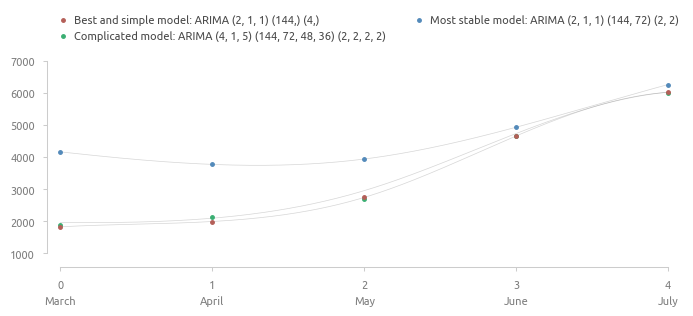 Best and simple model: ARIMA (2, 1, 1) (144,) (4,)
Most stable model: ARIMA (2, 1, 1) (144, 72) (2, 2)
Complicated model: ARIMA (4, 1, 5) (144, 72, 48, 36) (2, 2, 2, 2)
7000
6000
5000
4000
3000
2000
1000
0 1 2 3 4
March April May June July